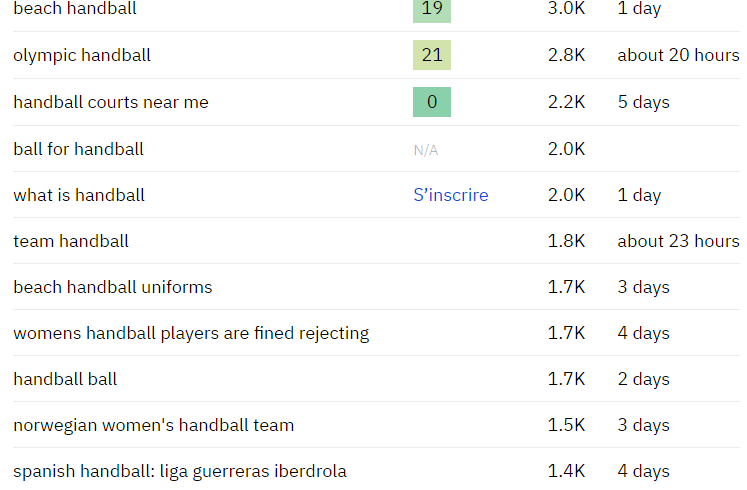 beach handball 19 3.0K 1 day
olympic handball 21 2.8K about 20 hours
handball courts near me 0 2.2K 5 days
ball for handball N/A 2.0K
what is handball S’inscrire 2.0K 1 day
team handball 1.8K about 23 hours
beach handball uniforms 1.7K 3 days
womens handball players are fined rejecting 1.7K 4 days
handball ball 1.7K 2 days
norwegian women's handball team 1.5K 3 days
spanish handball: liga guerreras iberdrola 1.4K 4 days